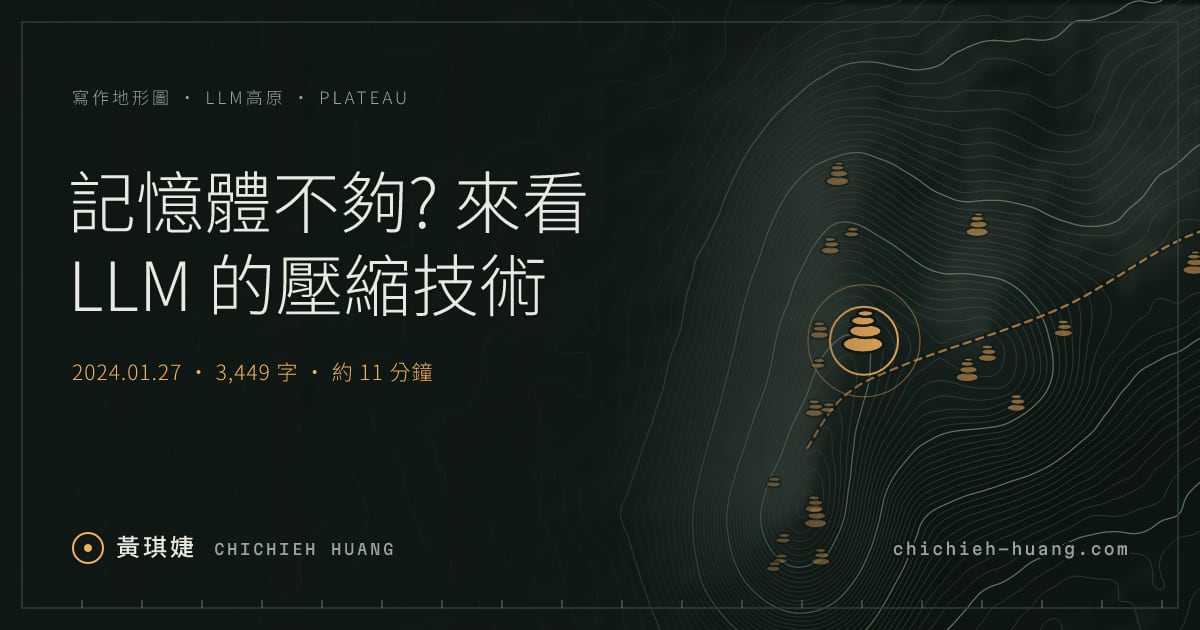 寫作地形圖 · LLM高原 · PLATEAU
記憶體不夠? 來看
LLM 的壓縮技術
2024.01.27 · 3,449 字 · 約 11 分鐘
黃琪婕 CHICHIEH HUANG
chichieh-huang.com